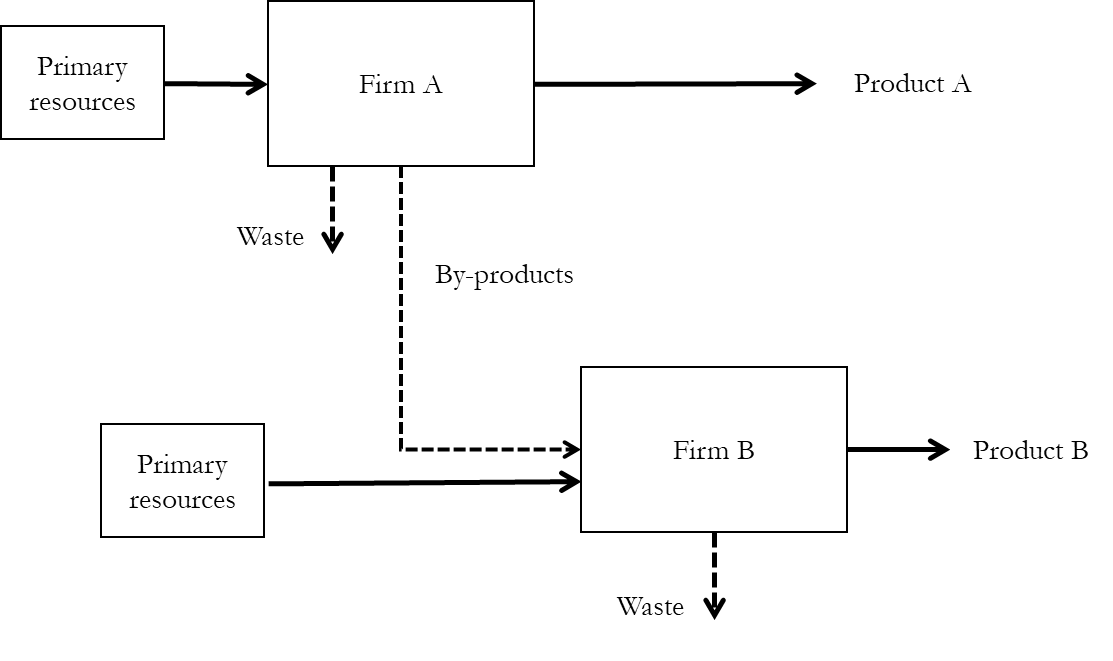 Primary
resources
Firm A
Product A
Waste
By-products
Primary
resources
Firm B
Product B
Waste